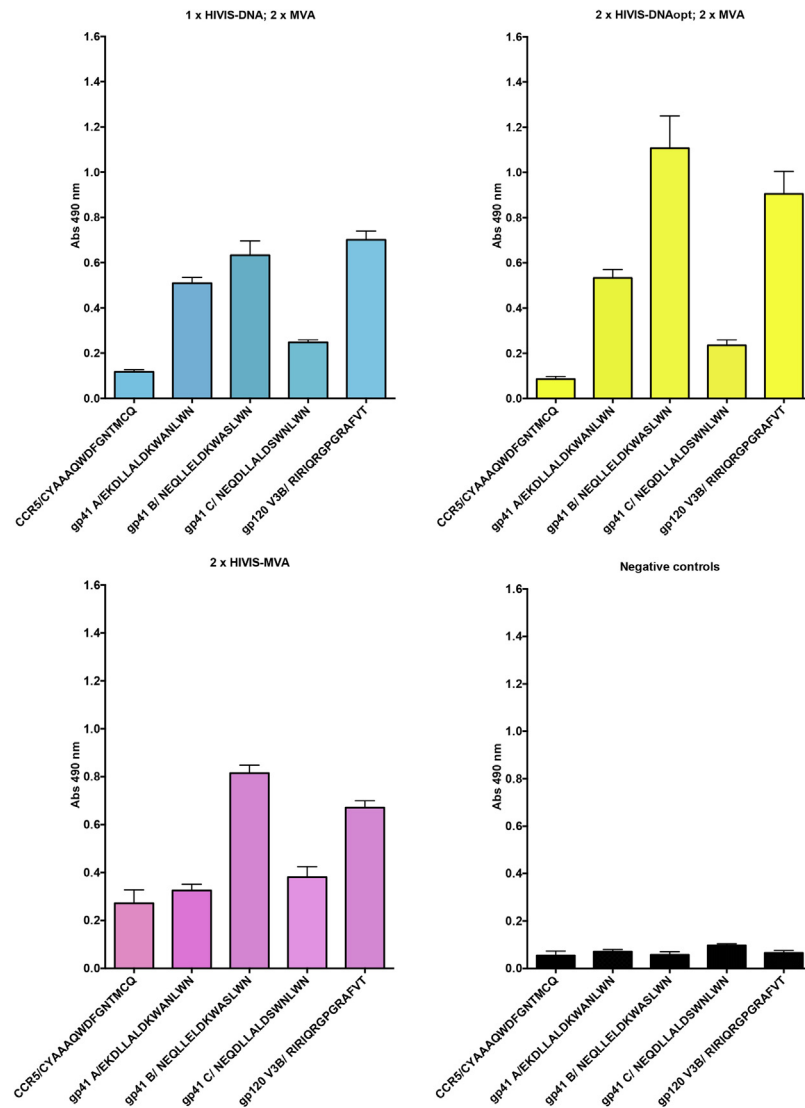 1 x HIVIS-DNA; 2 x MVA
1.6
1.4
1.2
1.0
0.8
0.6
0.4
0.2
0.0
Abs 490 nm
CCR5/CYAAAQWDFGNTMCQ
gp41 A/EKDLLALDKWANLWN
gp41 B/ NEQLLELDKWASLWN
gp41 C/ NEQDLLALDSWNLWN
gp120 V3B/ RIRIQRGPGRAFVT
2 x HIVIS-DNAopt; 2 x MVA
1.6
1.4
1.2
1.0
0.8
0.6
0.4
0.2
0.0
Abs 490 nm
CCR5/CYAAAQWDFGNTMCQ
gp41 A/EKDLLALDKWANLWN
gp41 B/ NEQLLELDKWASLWN
gp41 C/ NEQDLLALDSWNLWN
gp120 V3B/ RIRIQRGPGRAFVT
2 x HIVIS-MVA
1.6
1.4
1.2
1.0
0.8
0.6
0.4
0.2
0.0
Abs 490 nm
CCR5/CYAAAQWDFGNTMCQ
gp41 A/EKDLLALDKWANLWN
gp41 B/ NEQLLELDKWASLWN
gp41 C/ NEQDLLALDSWNLWN
gp120 V3B/ RIRIQRGPGRAFVT
Negative controls
1.6
1.4
1.2
1.0
0.8
0.6
0.4
0.2
0.0
Abs 490 nm
CCR5/CYAAAQWDFGNTMCQ
gp41 A/EKDLLALDKWANLWN
gp41 B/ NEQLLELDKWASLWN
gp41 C/ NEQDLLALDSWNLWN
gp120 V3B/ RIRIQRGPGRAFVT